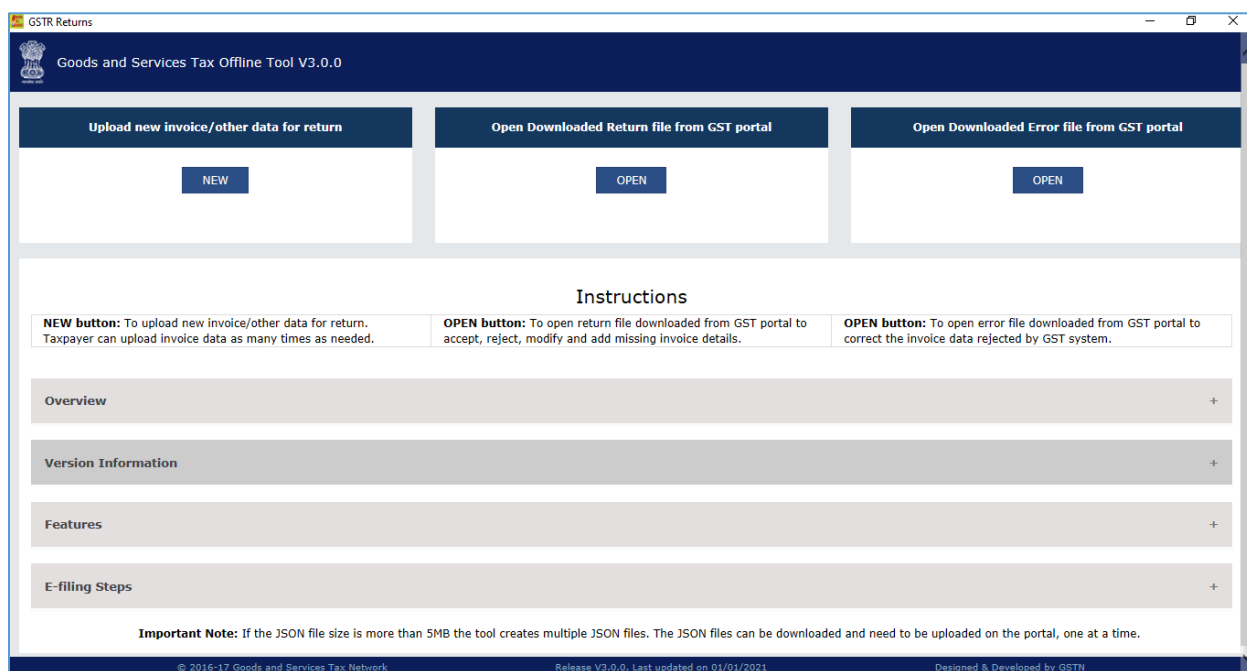 GSTR Returns
Goods and Services Tax Offline Tool V3.0.0
Upload new invoice/other data for return
Open Downloaded Return file from GST portal
Open Downloaded Error file from GST portal
NEW
OPEN
OPEN
Instructions
NEW button: To upload new invoice/other data for return.
Taxpayer can upload invoice data as many times as needed.
OPEN button: To open return file downloaded from GST portal to
accept, reject, modify and add missing invoice details.
OPEN button: To open error file downloaded from GST portal to
correct the invoice data rejected by GST system.
Overview +
Version Information +
Features +
E-filing Steps +
Important Note: If the JSON file size is more than 5MB the tool creates multiple JSON files. The JSON files can be downloaded and need to be uploaded on the portal, one at a time.
© 2016-17 Goods and Services Tax Network
Release V3.0.0, Last updated on 01/01/2021
Designed & Developed by GSTN